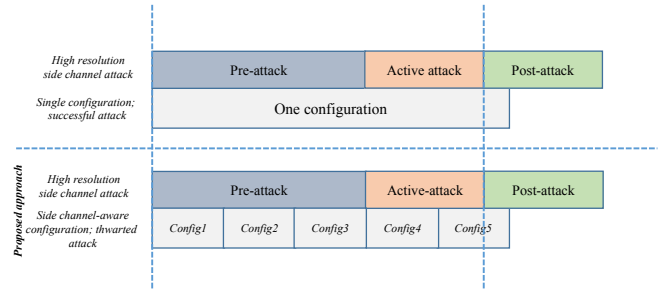 High resolution
side channel attack
Pre-attack
Active attack
Post-attack
Single configuration;
successful attack
One configuration
Proposed approach
High resolution
side channel attack
Pre-attack
Active-attack
Post-attack
Side channel-aware
configuration; thwarted
attack
Config1
Config2
Config3
Config4
Config5